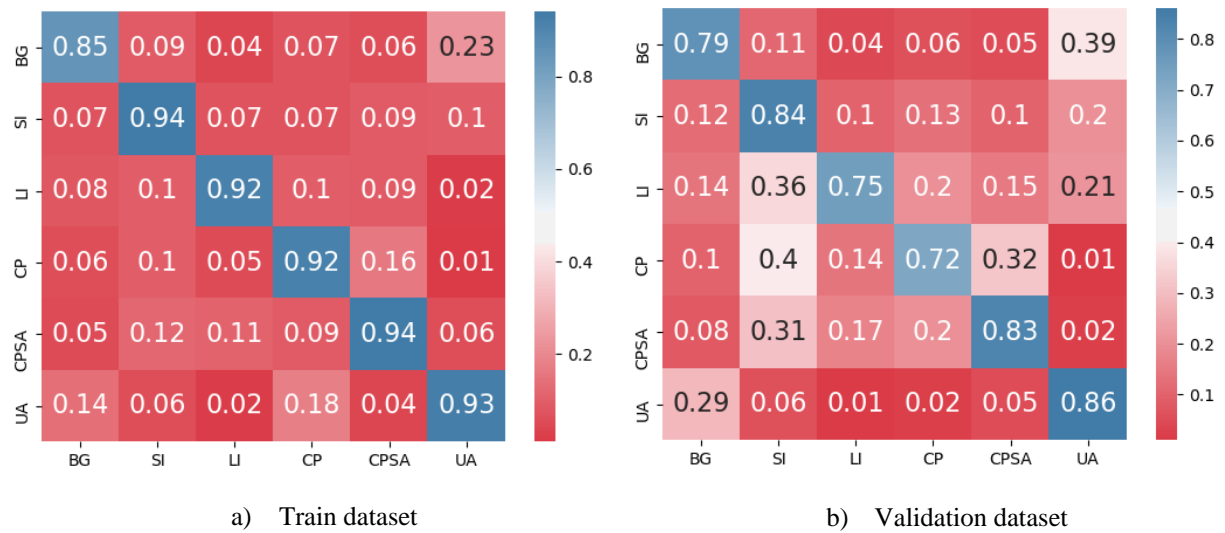 BG 0.85 0.09 0.04 0.07 0.06 0.23
SI 0.07 0.94 0.07 0.07 0.09 0.1
LI 0.08 0.1 0.92 0.1 0.09 0.02
CP 0.06 0.1 0.05 0.92 0.16 0.01
CPSA 0.05 0.12 0.11 0.09 0.94 0.06
UA 0.14 0.06 0.02 0.18 0.04 0.93
BG SI LI CP CPSA UA
0.8
0.6
0.4
0.2
a) Train dataset
BG 0.79 0.11 0.04 0.06 0.05 0.39
SI 0.12 0.84 0.1 0.13 0.1 0.2
LI 0.14 0.36 0.75 0.2 0.15 0.21
CP 0.1 0.4 0.14 0.72 0.32 0.01
CPSA 0.08 0.31 0.17 0.2 0.83 0.02
UA 0.29 0.06 0.01 0.02 0.05 0.86
BG SI LI CP CPSA UA
0.8
0.7
0.6
0.5
0.4
0.3
0.2
0.1
b) Validation dataset